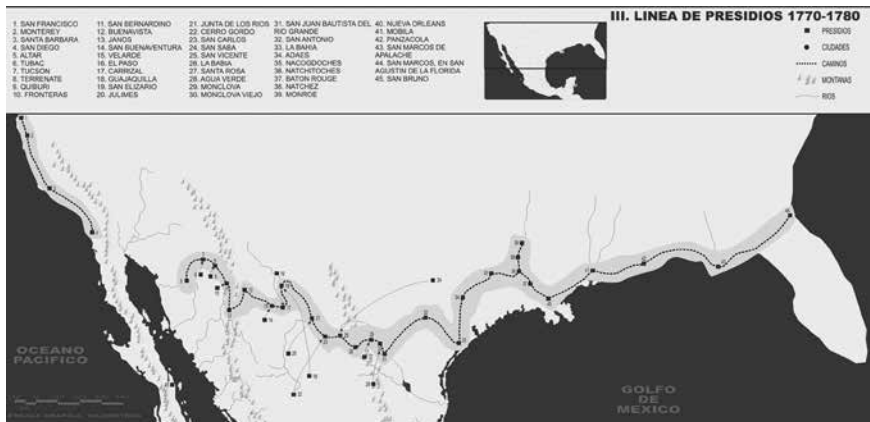 III. LINEA DE PRESIDIOS 1770-1780
1. SAN FRANCISCO
2. MONTEREY
3. SANTA BARBARA
4. SAN DIEGO
5. ALTAR
6. TUBAC
7. TUCSON
8. TERRENATE
9. QUIBURI
10. FRONTERAS
11. SAN BERNARDINO
12. BUENAVISTA
13. JANOS
14. SAN BUENAVENTURA
15. VELARDE
16. EL PASO
17. CARRIZAL
18. GUAJAQUILLA
19. SAN ELIZARIO
20. JULIMES
21. JUNTA DE LOS RIOS
22. CERRO GORDO
23. SAN CARLOS
24. SAN SABA
25. SAN VICENTE
26. LA BABIA
27. SANTA ROSA
28. AGUA VERDE
29. MONCLOVA
30. MONCLOVA VIEJO
31. SAN JUAN BAUTISTA DEL
RIO GRANDE
32. SAN ANTONIO
33. LA BAHIA
34. ADAES
35. NACOGDOCHES
36. NATCHITOCHES
37. BATON ROUGE
38. NATCHEZ
39. MONROE
40. NUEVA ORLEANS
41. MOBILA
42. PANZACOLA
43. SAN MARCOS DE
APALACHE
44. SAN MARCOS, EN SAN
AGUSTIN DE LA FLORIDA
45. SAN BRUNO
PRESIDIOS
CIUDADES
CAMINOS
MONTANAS
RIOS
OCEANO
PACIFICO
GOLFO
DE
MEXICO